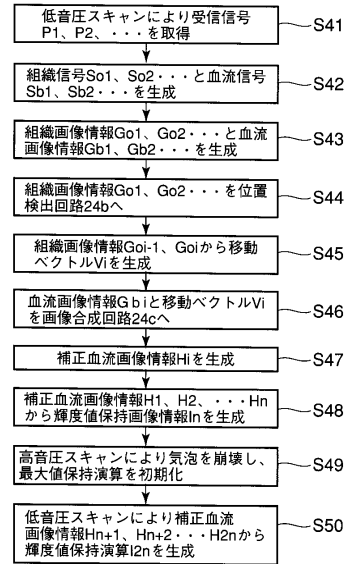 低音圧スキャンにより受信信号
P1、P2、・・・を取得
S41
組織信号So1、So2・・・と血流信号
Sb1、Sb2・・・を生成
S42
組織画像情報Go1、Go2・・・と血流
画像情報Gb1、Gb2・・・を生成
S43
組織画像情報Go1、Go2・・・を位置
検出回路24bへ
S44
組織画像情報Goi-1、Goiから移動
ベクトルViを生成
S45
血流画像情報Gbiと移動ベクトルVi
を画像合成回路24cへ
S46
補正血流画像情報Hiを生成
S47
補正血流画像情報H1、H2、・・・Hn
から輝度値保持画像情報Inを生成
S48
高音圧スキャンにより気泡を崩壊し、
最大値保持演算を初期化
S49
低音圧スキャンにより補正血流
画像情報Hn+1、Hn+2・・・H2nから
輝度値保持演算I2nを生成
S50